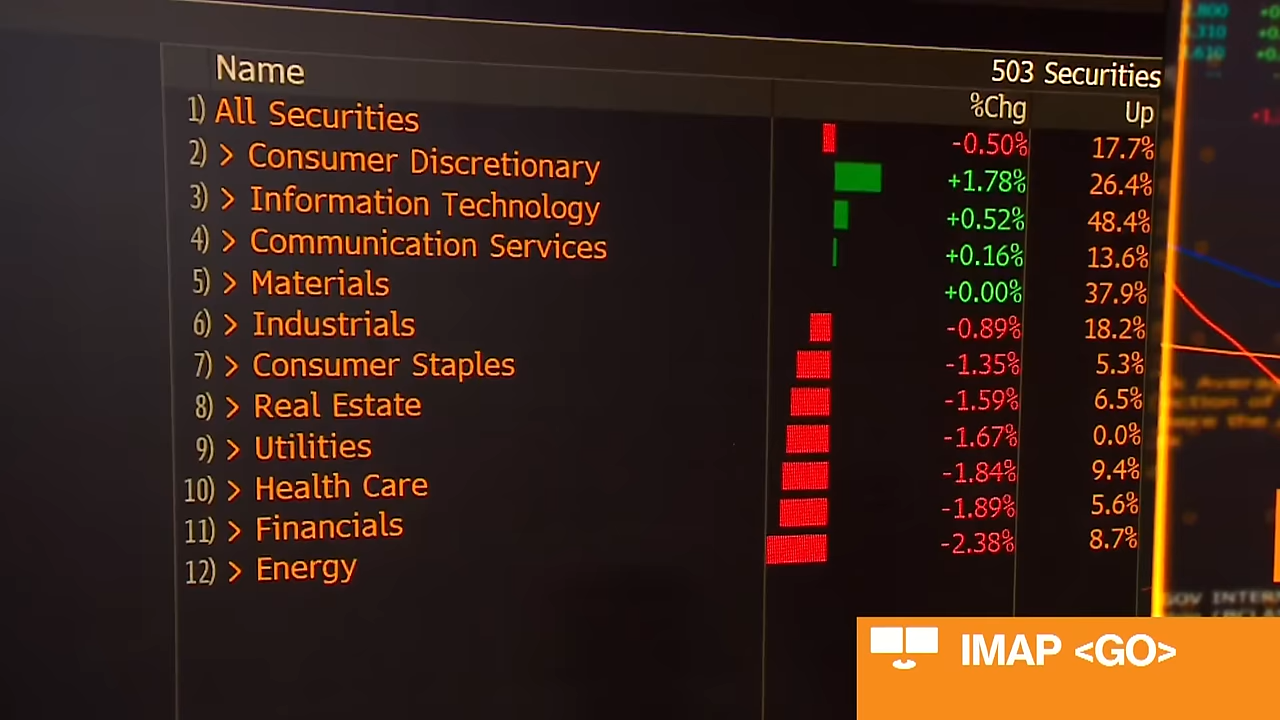 Name 503 Securities
%Chg Up
1) All Securities -0.50% 17.7%
2) > Consumer Discretionary +1.78% 26.4%
3) > Information Technology +0.52% 48.4%
4) > Communication Services +0.16% 13.6%
5) > Materials +0.00% 37.9%
6) > Industrials -0.89% 18.2%
7) > Consumer Staples -1.35% 5.3%
8) > Real Estate -1.59% 6.5%
9) > Utilities -1.67% 0.0%
10) > Health Care -1.84% 9.4%
11) > Financials -1.89% 5.6%
12) > Energy -2.38% 8.7%
IMAP <GO>